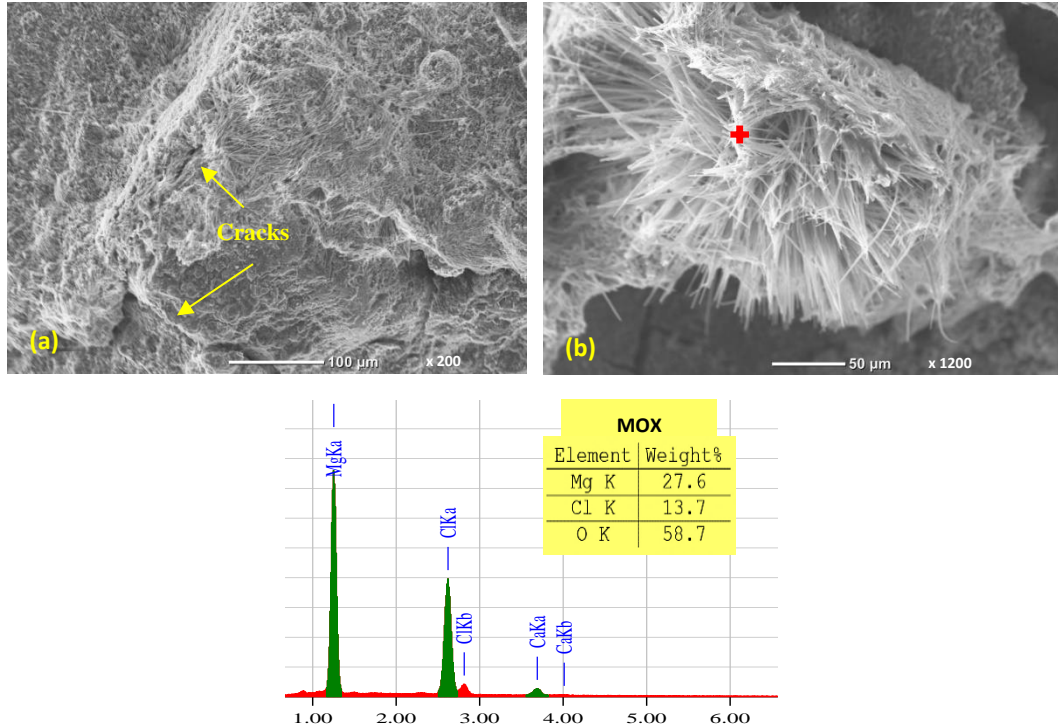 Cracks
(a)
100 µm x 200
(b)
50 µm x 1200
MgKa
ClKa
ClKb
CaKa
CaKb
MOX
Element Weight%
Mg K 27.6
Cl K 13.7
O K 58.7
1.00 2.00 3.00 4.00 5.00 6.00